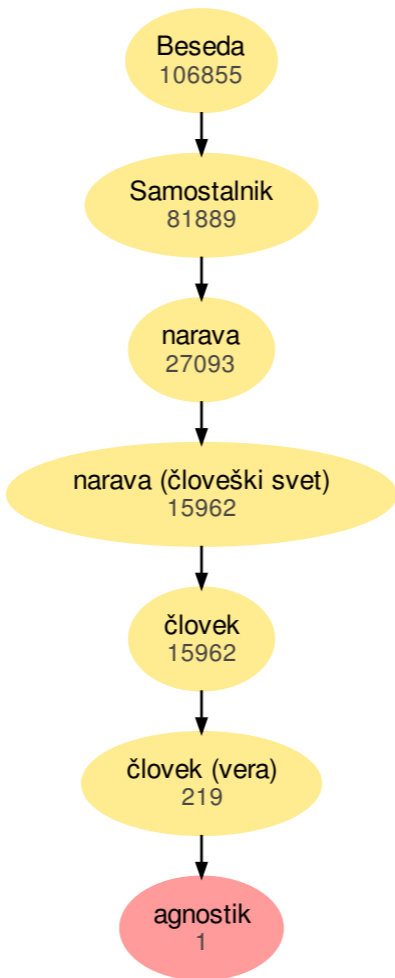 Beseda
106855
Samostalnik
81889
narava
27093
narava (človeški svet)
15962
človek
15962
človek (vera)
219
agnostik
1